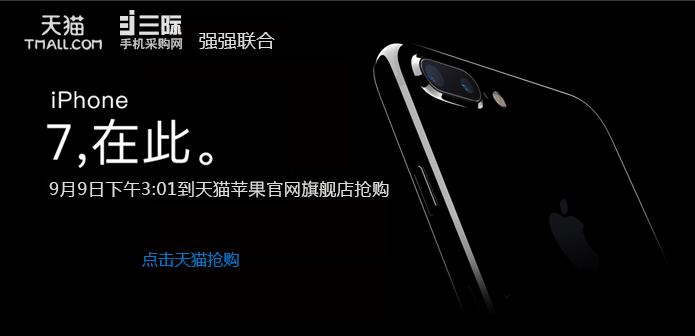 天猫
TMALL.COM
三际
手机采购网
强强联合
iPhone
7,在此。
9月9日下午3:01到天猫苹果官网旗舰店抢购
点击天猫抢购